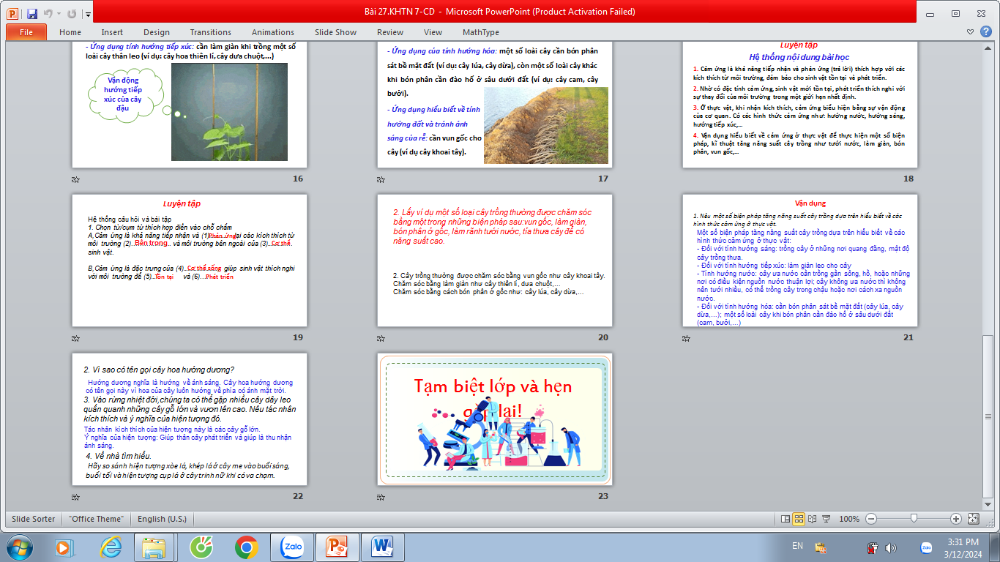 Bài 27.KHTN 7-CD - Microsoft PowerPoint (Product Activation Failed)
File Home Insert Design Transitions Animations Slide Show Review View MathType
- Ứng dụng tính hướng tiếp xúc: cần làm giàn khi trồng một số
loài cây thân leo (ví dụ: cây hoa thiên lí, cây dưa chuột,...)
Vận động
hướng tiếp
xúc của cây
đậu
16
- Ứng dụng của tính hướng hóa: một số loài cây cần bón phân
sát bề mặt đất (ví dụ: cây lúa, cây dừa), còn một số loài cây khác
khi bón phân cần đào hố ở sâu dưới đất (ví dụ: cây cam, cây
bưởi).
- Ứng dụng hiểu biết về tính
hướng đất và tránh ánh
sáng của rễ: cần vun gốc cho
cây (ví dụ cây khoai tây).
17
Luyện tập
Hệ thống nội dung bài học
1. Cảm ứng là khả năng tiếp nhận và phản ứng (trả lời) thích hợp với các
kích thích từ môi trường, đảm bảo cho sinh vật tồn tại và phát triển.
2. Nhờ có đặc tính cảm ứng, sinh vật mới tồn tại, phát triển thích nghi với
sự thay đổi của môi trường trong một giới hạn nhất định.
3. Ở thực vật, khi nhận kích thích, cảm ứng biểu hiện bằng sự vận động
của cơ quan. Có các hình thức cảm ứng như: hướng nước, hướng sáng,
hướng tiếp xúc,...
4. Vận dụng hiểu biết về cảm ứng ở thực vật để thực hiện một số biện
pháp, kĩ thuật tăng năng suất cây trồng như tưới nước, làm giàn, bón
phân, vun gốc,...
18
Luyện tập
Hệ thống câu hỏi và bài tập
1. Chọn từ/cụm từ thích hợp điền vào chỗ chấm
A,Cảm ứng là khả năng tiếp nhận và (1)Phản ứng lại các kích thích từ
môi trường (2)..Bên trong.. và môi trường bên ngoài của (3)...Cơ thể.
sinh vật.
B,Cảm ứng là đặc trưng của (4)...Cơ thể sống giúp sinh vật thích nghi
với môi trường để (5)...Tồn tại và (6)...Phát triển
19
2. Lấy ví dụ một số loại cây trồng thường được chăm sóc
bằng một trong những biện pháp sau:vun gốc, làm giàn,
bón phân ở gốc, làm rãnh tưới nước, tỉa thưa cây để có
năng suất cao.
2. Cây trồng thường được chăm sóc bằng vun gốc như cây khoai tây.
Chăm sóc bằng làm giàn như cây thiên lí, dưa chuột,...
Chăm sóc bằng cách bón phân ở gốc như: cây lúa, cây dừa,...
20
Vận dụng
1. Nêu một số biện pháp tăng năng suất cây trồng dựa trên hiểu biết về các
hình thức cảm ứng ở thực vật.
Một số biện pháp tăng năng suất cây trồng dựa trên hiểu biết về các
hình thức cảm ứng ở thực vật:
- Đối với tính hướng sáng: trồng cây ở những nơi quang đãng, mật độ
cây trồng thưa.
- Đối với tính hướng tiếp xúc: làm giàn leo cho cây
- Tính hướng nước: cây ưa nước cần trồng gần sông, hồ, hoặc những
nơi có điều kiện nguồn nước thuận lợi; cây không ưa nước thì không
nên tưới nhiều, có thể trồng cây trong chậu hoặc nơi cách xa nguồn
nước.
- Đối với tính hướng hóa: cần bón phân sát bề mặt đất (cây lúa, cây
dừa,...); một số loài cây khi bón phân cần đào hố ở sâu dưới đất
(cam, bưởi,...)
21
2. Vì sao có tên gọi cây hoa hướng dương?
Hướng dương nghĩa là hướng về ánh sáng. Cây hoa hướng dương
có tên gọi này vì hoa của cây luôn hướng về phía có ánh mặt trời.
3. Vào rừng nhiệt đới,chúng ta có thể gặp nhiều cây dây leo
quấn quanh những cây gỗ lớn và vươn lên cao. Nêu tác nhân
kích thích và ý nghĩa của hiện tượng đó.
Tác nhân kích thích của hiện tượng này là các cây gỗ lớn.
Ý nghĩa của hiện tượng: Giúp thân cây phát triển và giúp lá thu nhận
ánh sáng.
4. Về nhà tìm hiểu.
Hãy so sánh hiện tượng xòe lá, khép lá ở cây me vào buổi sáng,
buổi tối và hiện tượng cụp lá ở cây trinh nữ khi có va chạm.
22
Tạm biệt lớp và hẹn
gặp lại!
23
Slide Sorter "Office Theme" English (U.S.) 100%
Zalo EN Zalo 3:31 PM
3/12/2024